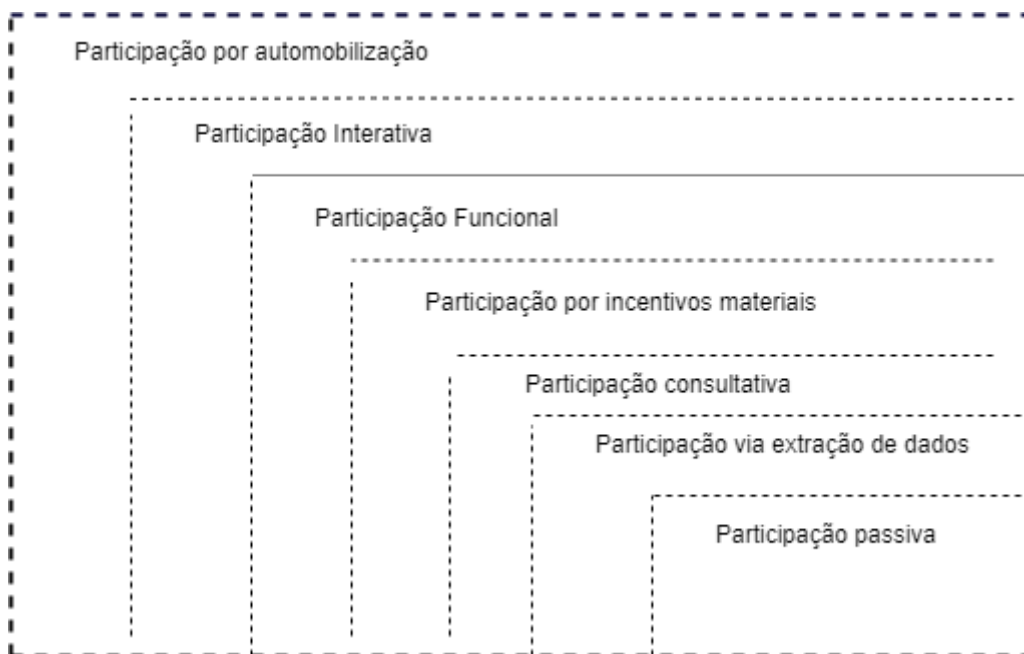 Participação por automobilização
Participação Interativa
Participação Funcional
Participação por incentivos materiais
Participação consultativa
Participação via extração de dados
Participação passiva